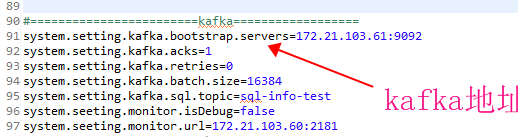 89
90 #=========================kafka===================
91 system.setting.kafka.bootstrap.servers=172.21.103.61:9092
92 system.setting.kafka.acks=1
93 system.setting.kafka.retries=0
94 system.setting.kafka.batch.size=16384
95 system.setting.kafka.sql.topic=sql-info-test
96 system.seeting.monitor.isDebug=false
97 system.seeting.monitor.url=172.21.103.60:2181
kafka地址